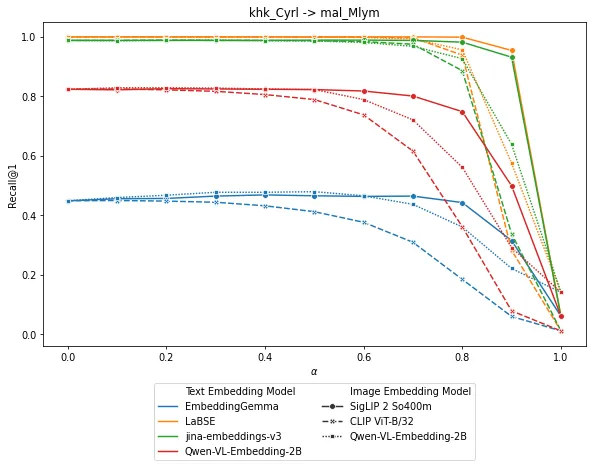 khk_Cyrl -> mal_Mlym
Recall@1
1.0
0.8
0.6
0.4
0.2
0.0
0.0 0.2 0.4 0.6 0.8 1.0
α
Text Embedding Model Image Embedding Model
EmbeddingGemma SigLIP 2 So400m
LaBSE CLIP ViT-B/32
jina-embeddings-v3 Qwen-VL-Embedding-2B
Qwen-VL-Embedding-2B